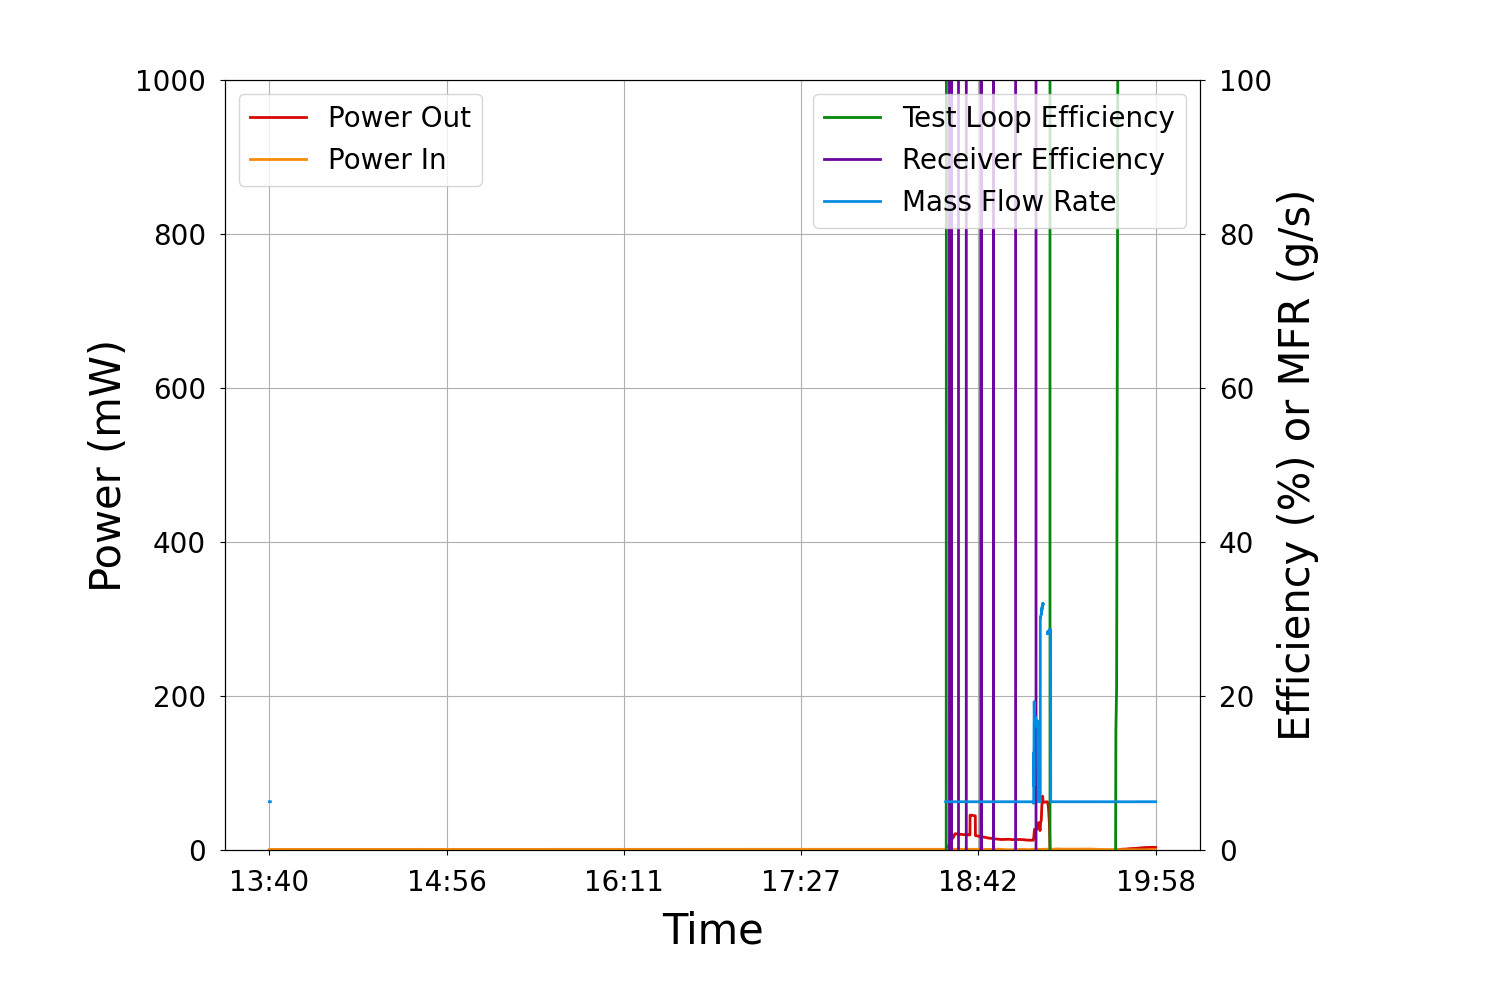 1000
800
600
400
200
0
Power (mW)
Power Out
Power In
Test Loop Efficiency
Receiver Efficiency
Mass Flow Rate
100
80
60
40
20
0
Efficiency (%) or MFR (g/s)
13:40 14:56 16:11 17:27 18:42 19:58
Time